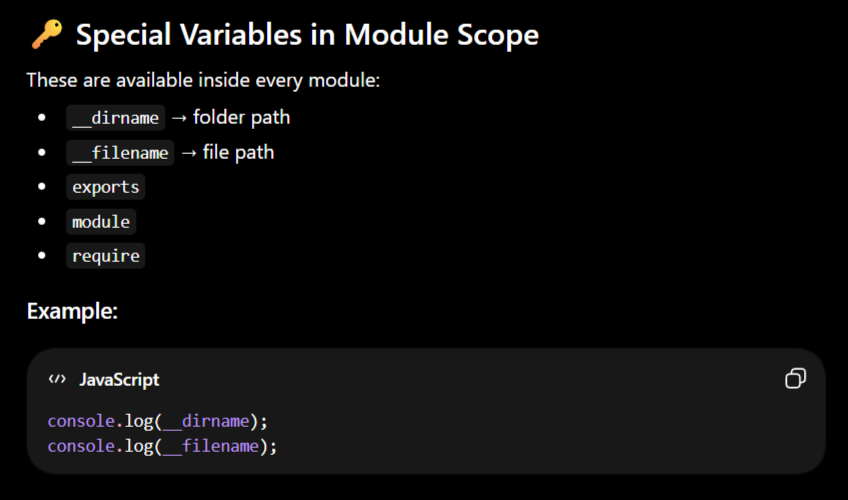 🔑 Special Variables in Module Scope
These are available inside every module:
• __dirname → folder path
• __filename → file path
• exports
• module
• require
Example:
</> JavaScript
console.log(__dirname);
console.log(__filename);